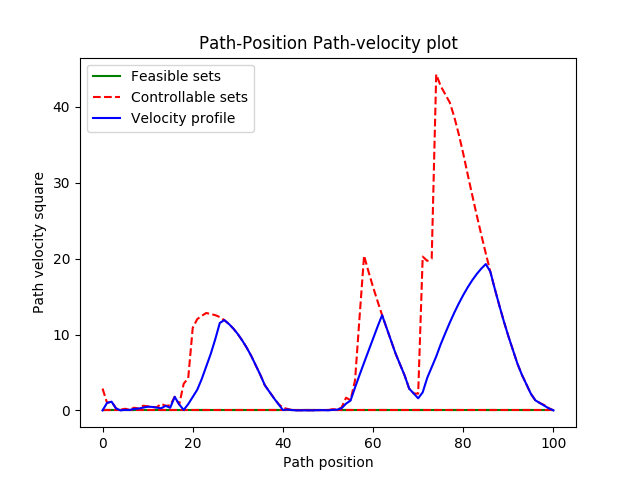 Path-Position Path-velocity plot
Feasible sets
Controllable sets
Velocity profile
Path velocity square
40
30
20
10
0
0 20 40 60 80 100
Path position